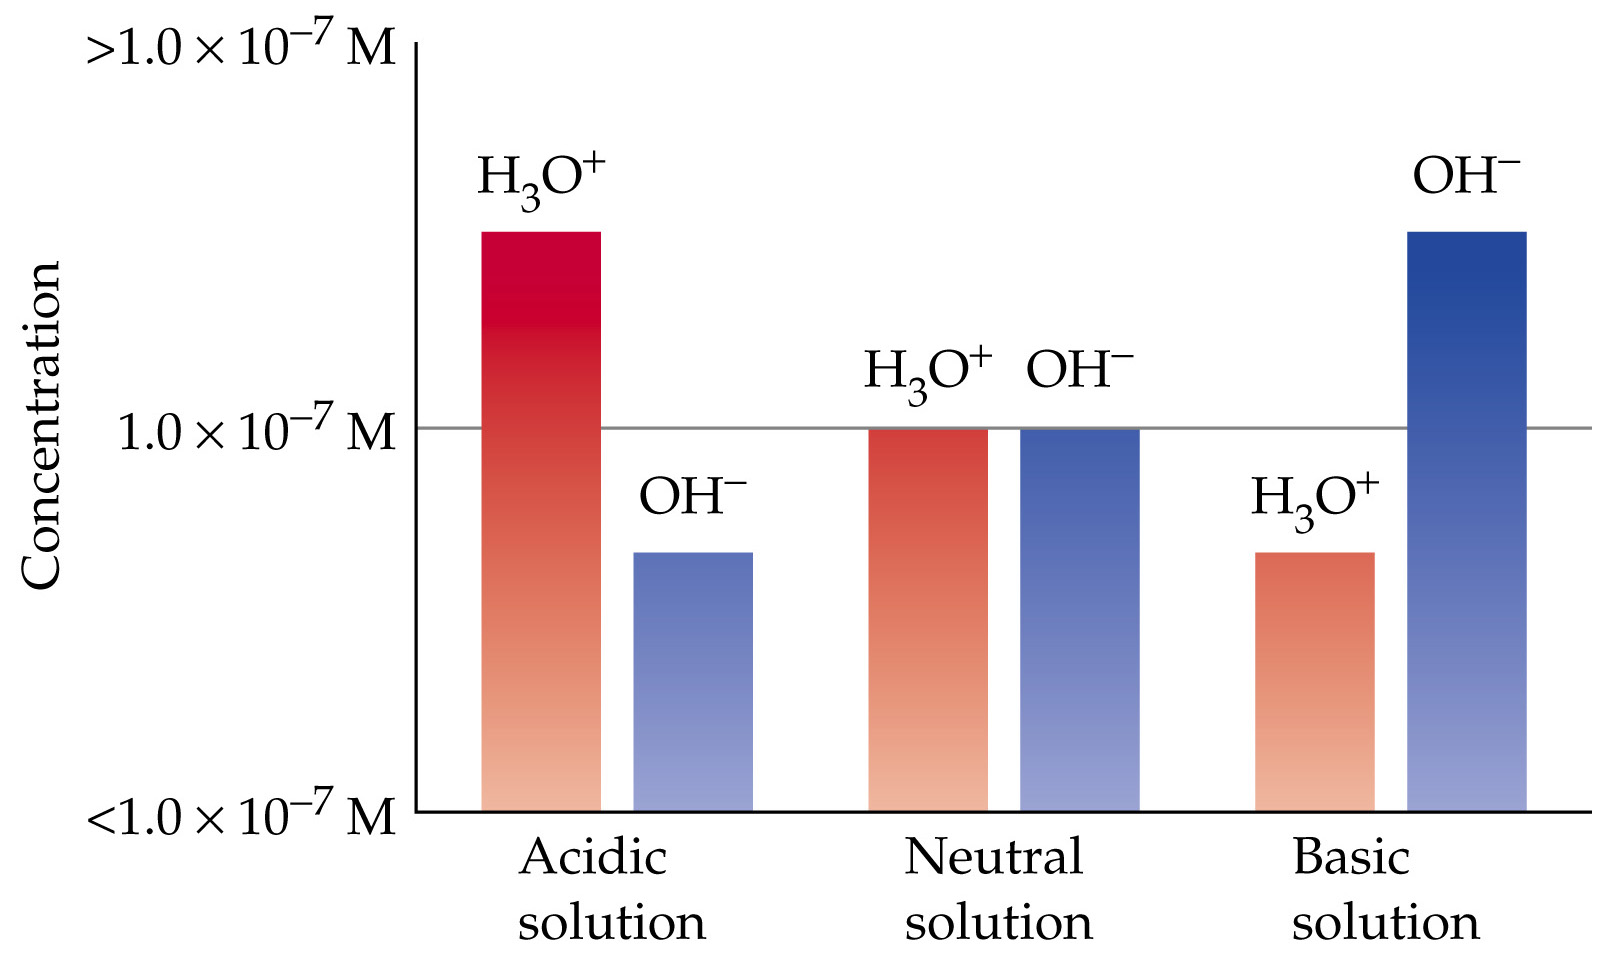 >1.0 × 10⁻⁷ M
H₃O⁺
OH⁻
H₃O⁺ OH⁻
1.0 × 10⁻⁷ M
OH⁻
H₃O⁺
Concentration
<1.0 × 10⁻⁷ M
Acidic
solution
Neutral
solution
Basic
solution